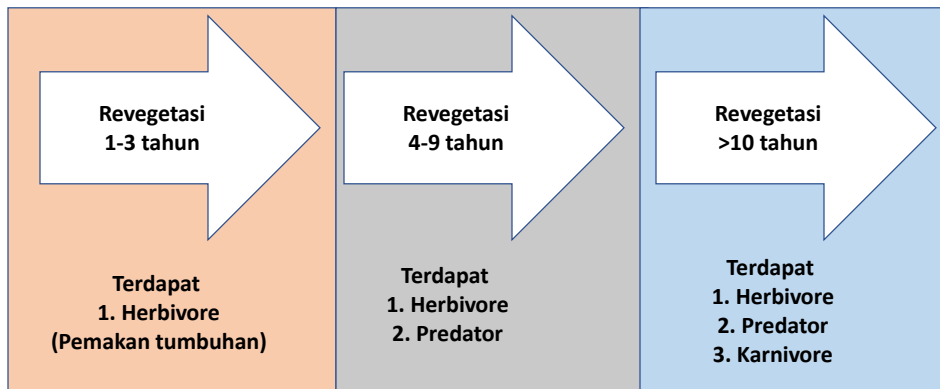 Revegetasi
1-3 tahun
Terdapat
1. Herbivore
(Pemakan tumbuhan)
Revegetasi
4-9 tahun
Terdapat
1. Herbivore
2. Predator
Revegetasi
>10 tahun
Terdapat
1. Herbivore
2. Predator
3. Karnivore